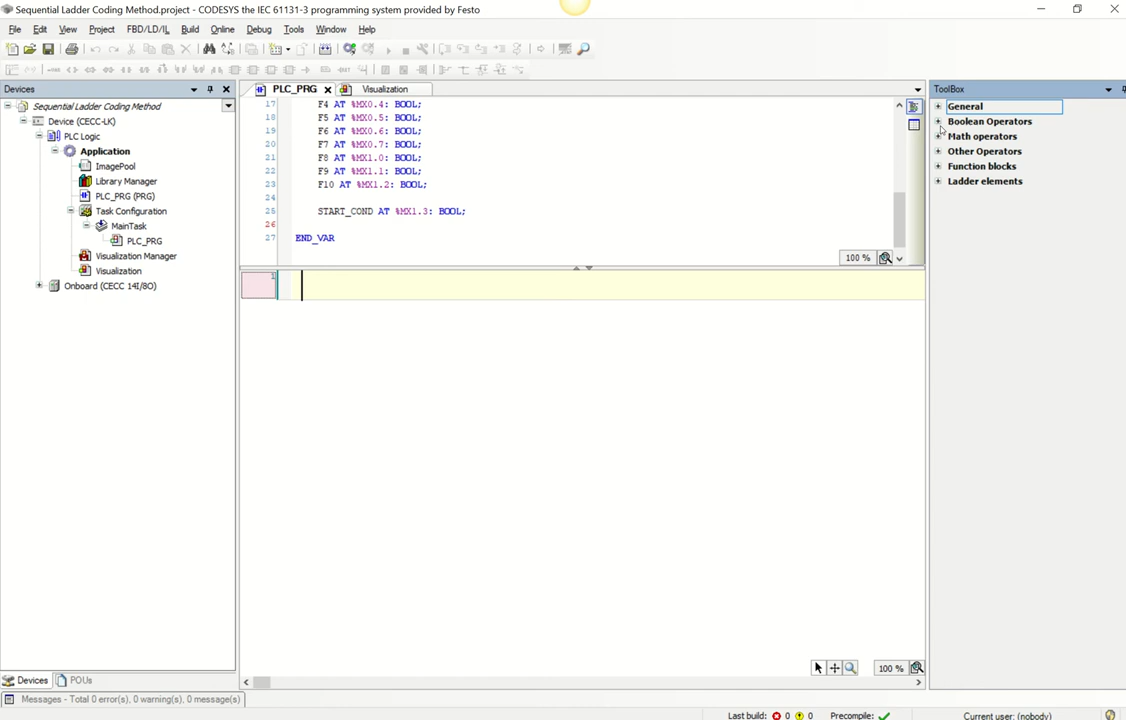 Sequential Ladder Coding Method.project - CODESYS the IEC 61131-3 programming system provided by Festo
File Edit View Project FBD/LD/IL Build Online Debug Tools Window Help
Devices
Sequential Ladder Coding Method
Device (CECC-LK)
PLC Logic
Application
ImagePool
Library Manager
PLC_PRG (PRG)
Task Configuration
MainTask
PLC_PRG
Visualization Manager
Visualization
Onboard (CECC 14I/8O)
Devices POUs
PLC_PRG Visualization
17 F4 AT %MX0.4: BOOL;
18 F5 AT %MX0.5: BOOL;
19 F6 AT %MX0.6: BOOL;
20 F7 AT %MX0.7: BOOL;
21 F8 AT %MX1.0: BOOL;
22 F9 AT %MX1.1: BOOL;
23 F10 AT %MX1.2: BOOL;
24
25 START_COND AT %MX1.3: BOOL;
26
27 END_VAR
100 %
1
100 %
ToolBox
General
Boolean Operators
Math operators
Other Operators
Function blocks
Ladder elements
Messages - Total 0 error(s), 0 warning(s), 0 message(s)
Last build: 0 0 Precompile: Current user: (nobody)